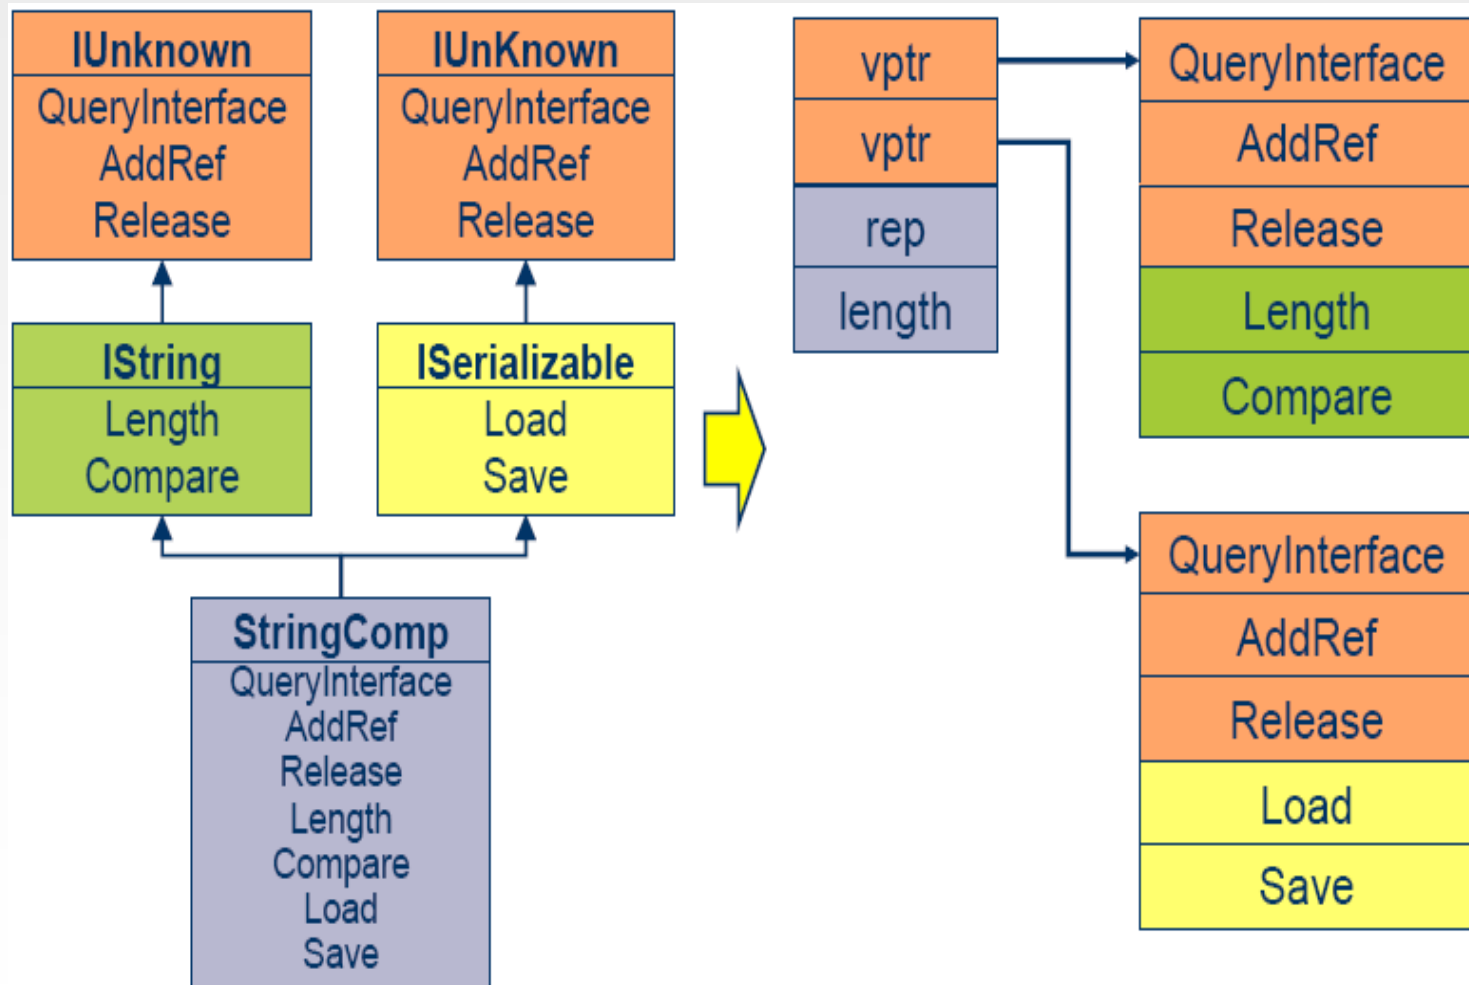 IUnknown
QueryInterface
AddRef
Release
IUnKnown
QueryInterface
AddRef
Release
IString
Length
Compare
ISerializable
Load
Save
StringComp
QueryInterface
AddRef
Release
Length
Compare
Load
Save
vptr
vptr
rep
length
QueryInterface
AddRef
Release
Length
Compare
QueryInterface
AddRef
Release
Load
Save